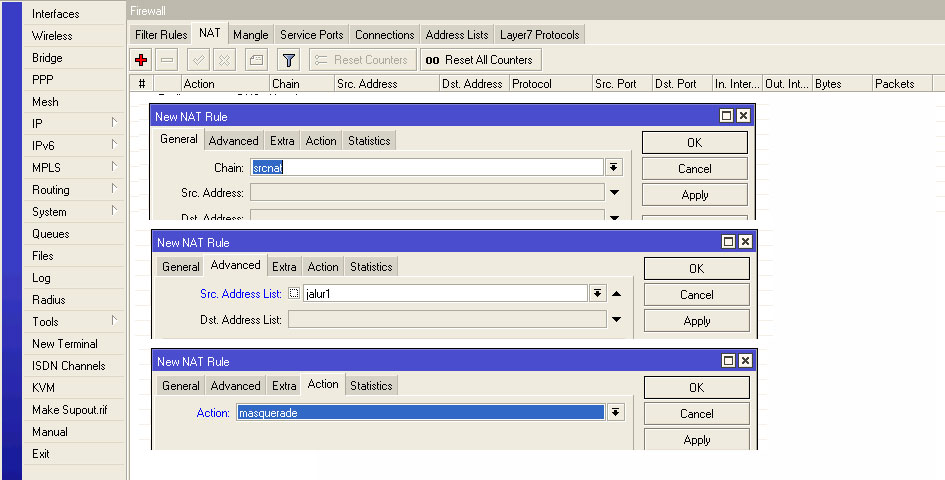 Firewall
Interfaces
Wireless
Bridge
PPP
Mesh
IP
IPv6
MPLS
Routing
System
Queues
Files
Log
Radius
Tools
New Terminal
ISDN Channels
KVM
Make Supout.rif
Manual
Exit
Filter Rules NAT Mangle Service Ports Connections Address Lists Layer7 Protocols
Reset Counters 00 Reset All Counters
# Action Chain Src. Address Dst. Address Protocol Src. Port Dst. Port In. Inter... Out. Int... Bytes Packets
New NAT Rule
General Advanced Extra Action Statistics
Chain: srcnat
Src. Address:
Dst. Address:
OK
Cancel
Apply
New NAT Rule
General Advanced Extra Action Statistics
Src. Address List: jalur1
Dst. Address List:
OK
Cancel
Apply
New NAT Rule
General Advanced Extra Action Statistics
Action: masquerade
OK
Cancel
Apply